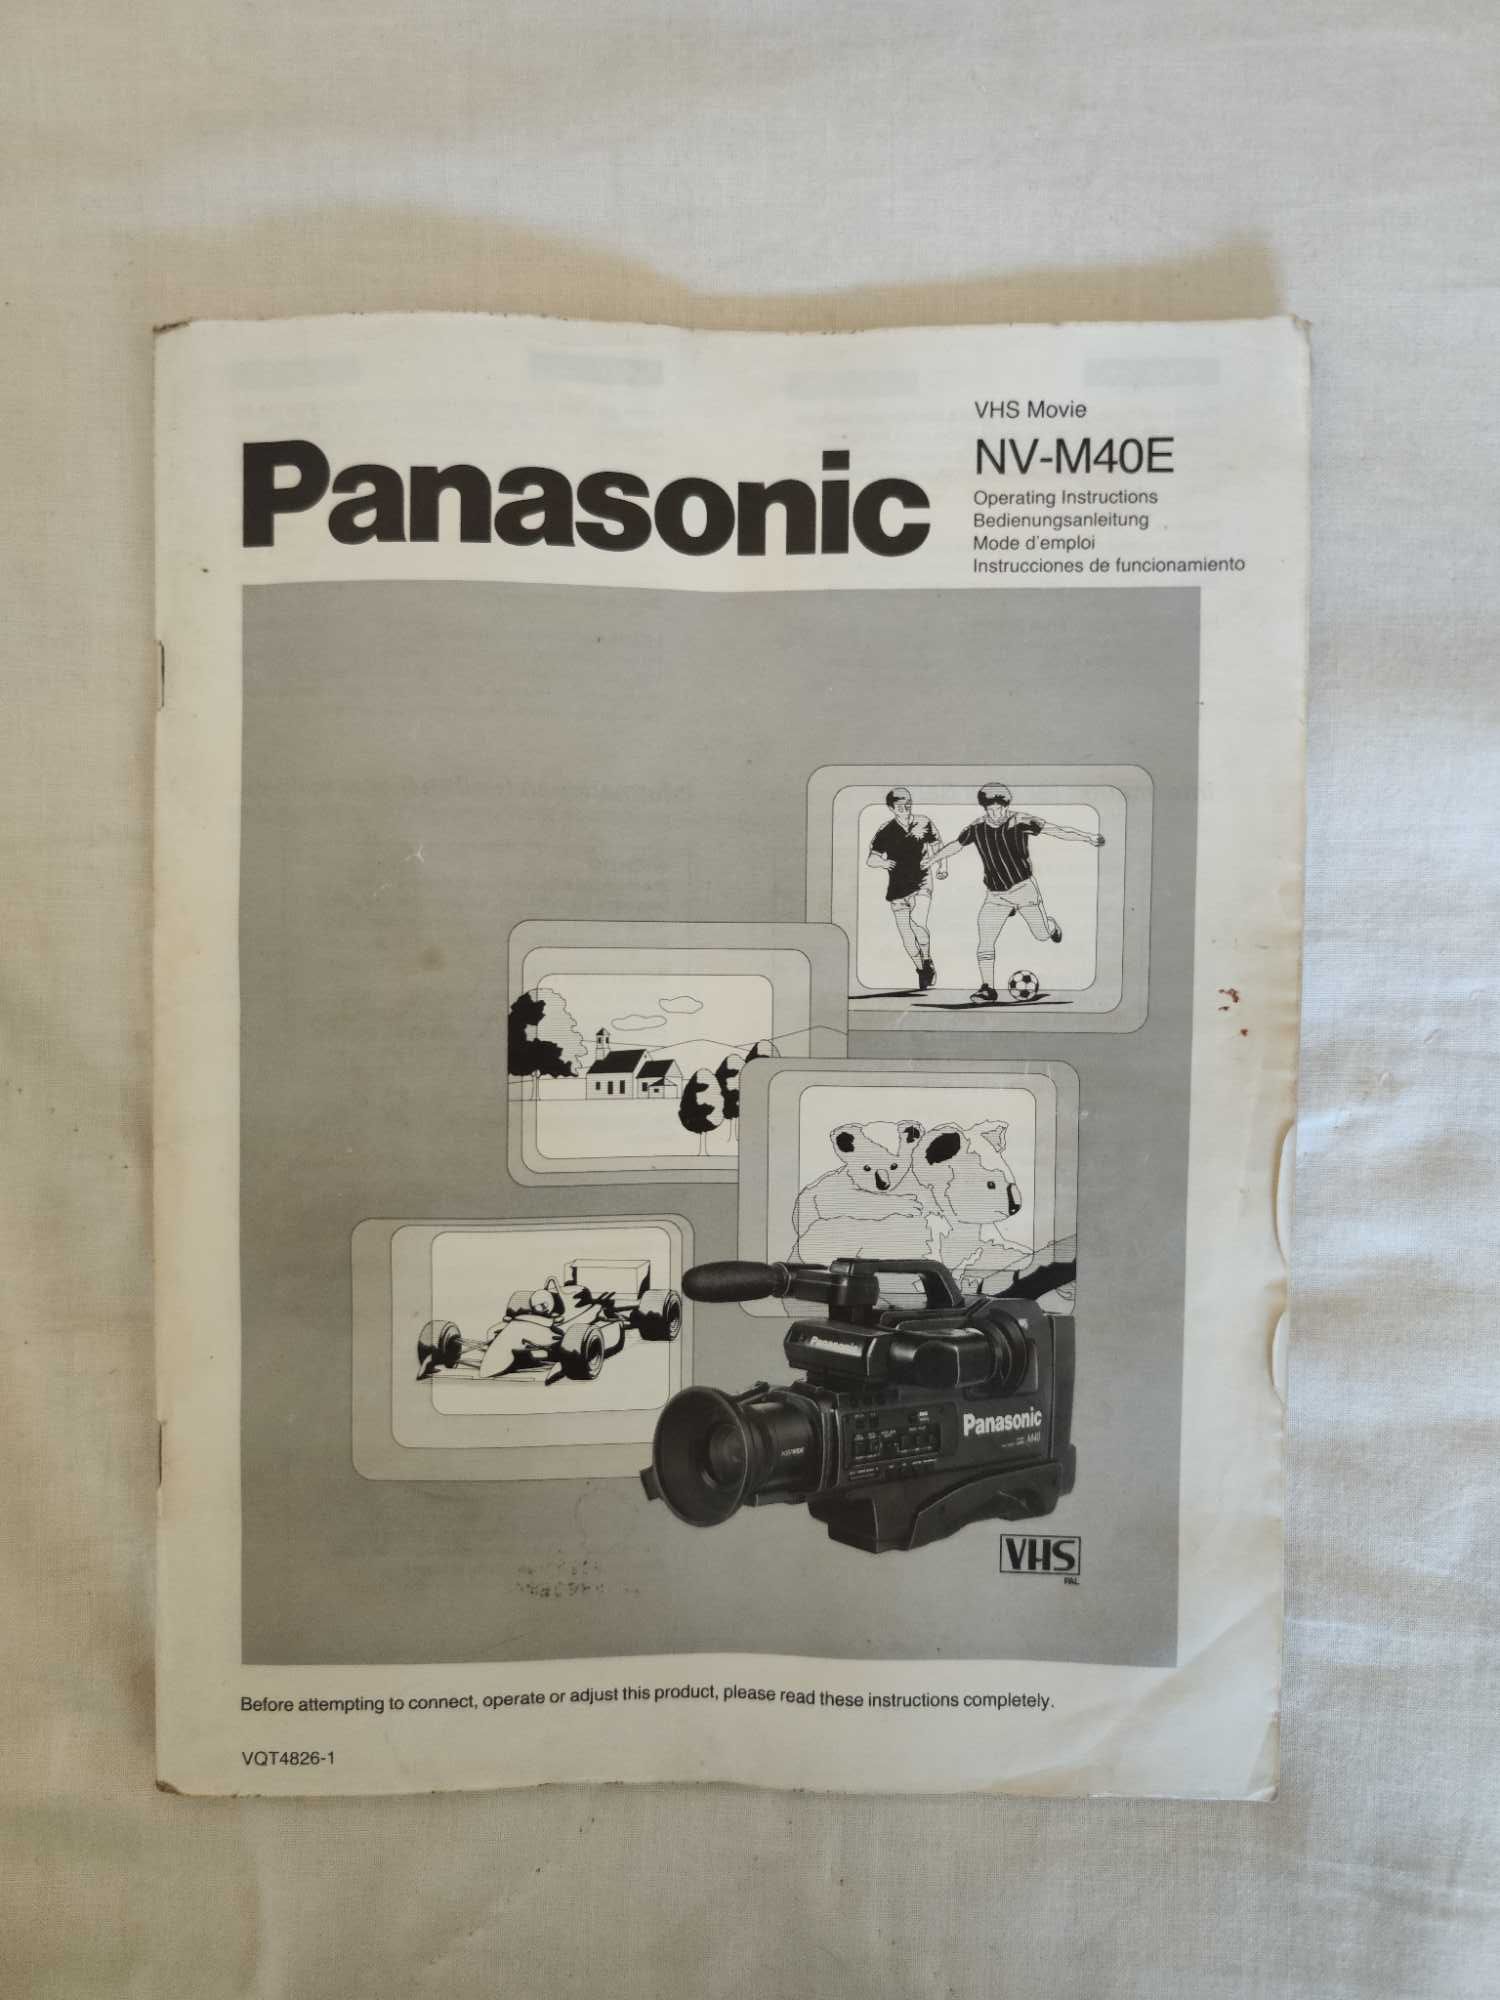 VHS Movie
Panasonic
NV-M40E
Operating Instructions
Bedienungsanleitung
Mode d'emploi
Instrucciones de funcionamiento
Panasonic
Panasonic
M40
VHS
PAL
Before attempting to connect, operate or adjust this product, please read these instructions completely.
VQT4826-1